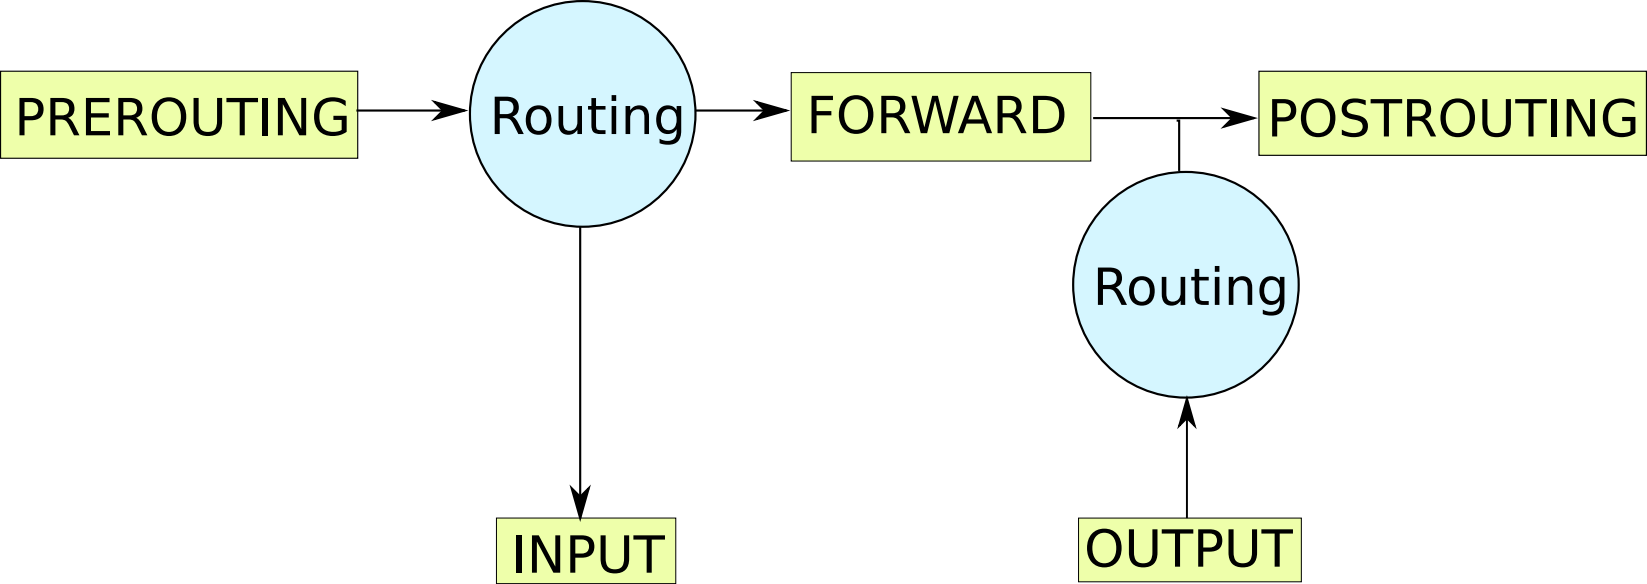 PREROUTING
Routing
FORWARD
POSTROUTING
Routing
INPUT
OUTPUT